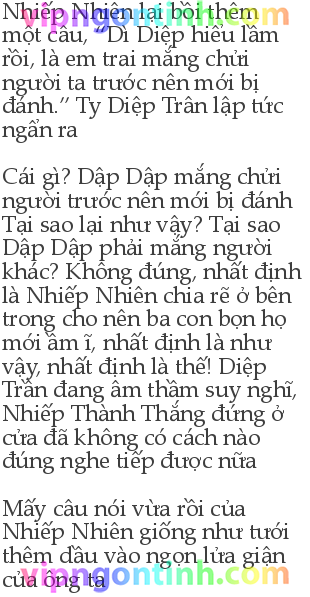 Nhiếp Nhiên lại bồi thêm
một câu, “Dì Diệp hiểu lầm
rồi, là em trai mắng chửi
người ta trước nên mới bị
đánh.” Ty Diệp Trân lập tức
ngẩn ra

Cái gì? Dập Dập mắng chửi
người trước nên mới bị đánh
Tại sao lại như vậy? Tại sao
Dập Dập phải mắng người
khác? Không đúng, nhất định
là Nhiếp Nhiên chia rẽ ở bên
trong cho nên ba con bọn họ
mới ầm ĩ, nhất định là như
vậy, nhất định là thế! Diệp
Trân đang âm thầm suy nghĩ,
Nhiếp Thành Thắng đứng ở
cửa đã không có cách nào
đúng nghe tiếp được nữa

Mấy câu nói vừa rồi của
Nhiếp Nhiên giống như tưới
thêm dầu vào ngọn lửa giận
của ông ta
vipngontinh.com
vipngontinh.com